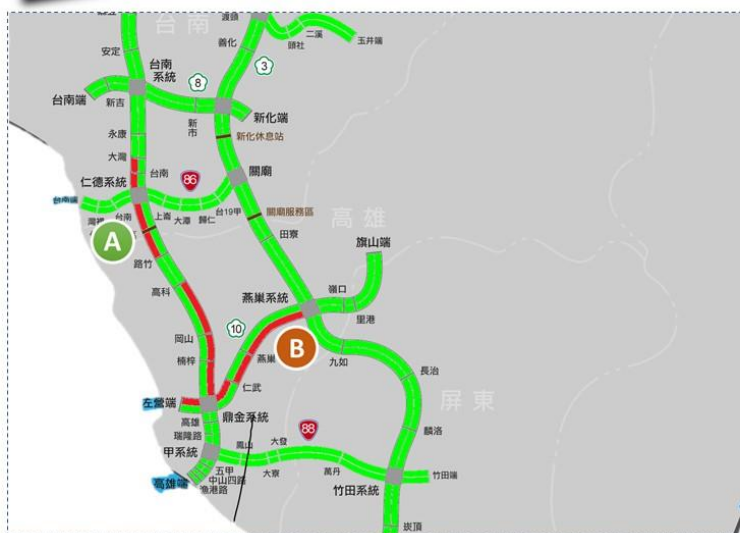 台南
渡頭
善化
頭社
二溪
玉井端
安定
台南
系統
8
3
台南端
新吉
新市
新化端
永康
新化休息站
大灣
仁德系統
台南
86
關廟
台南端
台南
上崙
大潭
歸仁
台19甲
關廟服務區
高雄
A
田寮
旗山端
路竹
高科
燕巢系統
嶺口
里港
10
岡山
楠梓
燕巢
B
九如
長治
仁武
左營端
鼎金系統
屏東
高雄
瑞隆路
88
麟洛
鳳山
大發
甲系統
五甲
大寮
萬丹
竹田端
中山四路
高雄端
漁港路
竹田系統
崁頂